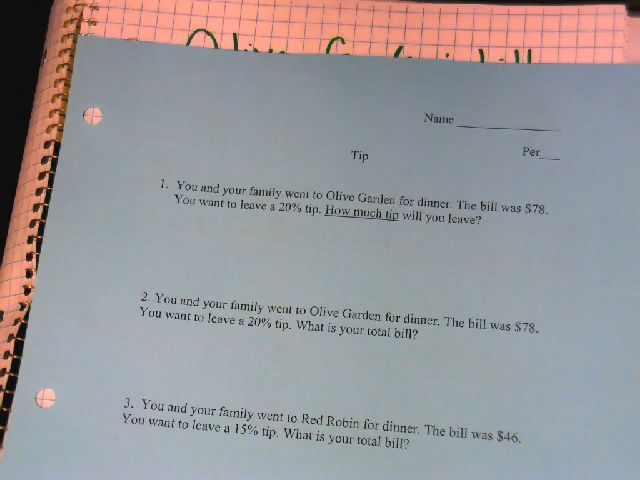 Name
Per
Tip
1. You and your family went to Olive Garden for dinner. The bill was $78.
You want to leave a 20% tip. How much tip will you leave?
2. You and your family went to Olive Garden for dinner. The bill was $78.
You want to leave a 20% tip. What is your total bill?
3. You and your family went to Red Robin for dinner. The bill was $46.
You want to leave a 15% tip. What is your total bill?